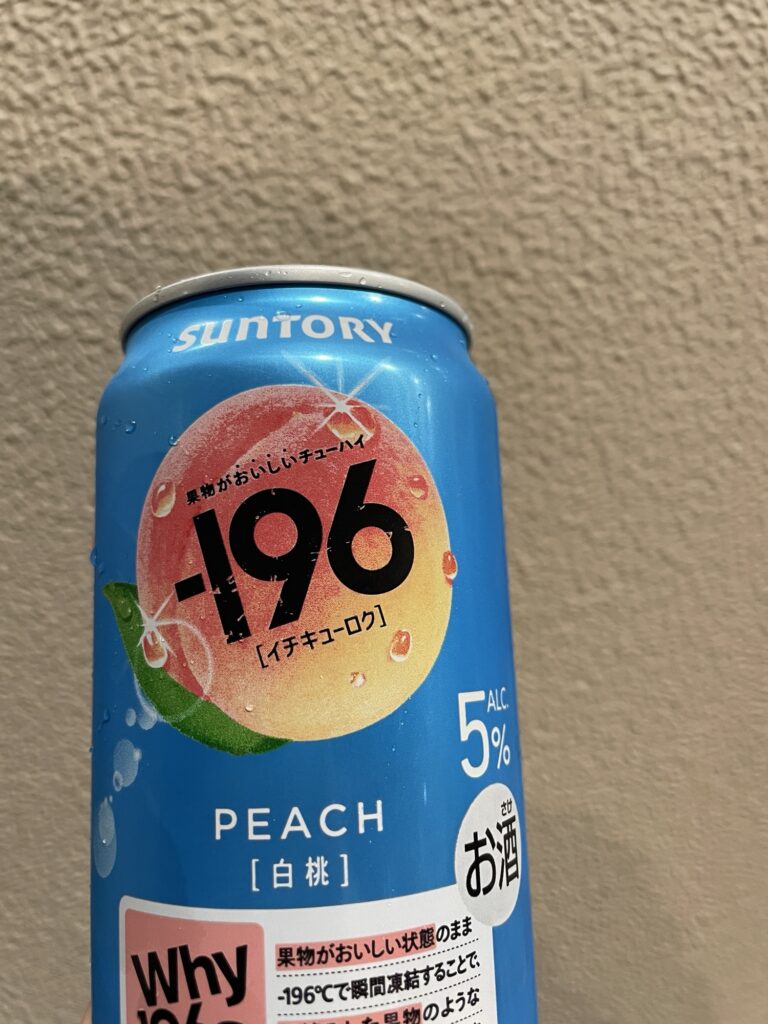 SUNTORY
果物がおいしいチューハイ
-196
[イチキューロク]
ALC.
5%
PEACH
[白桃]
さけ
お酒
Why
果物がおいしい状態のまま
-196℃で瞬間凍結することで、
果物のような